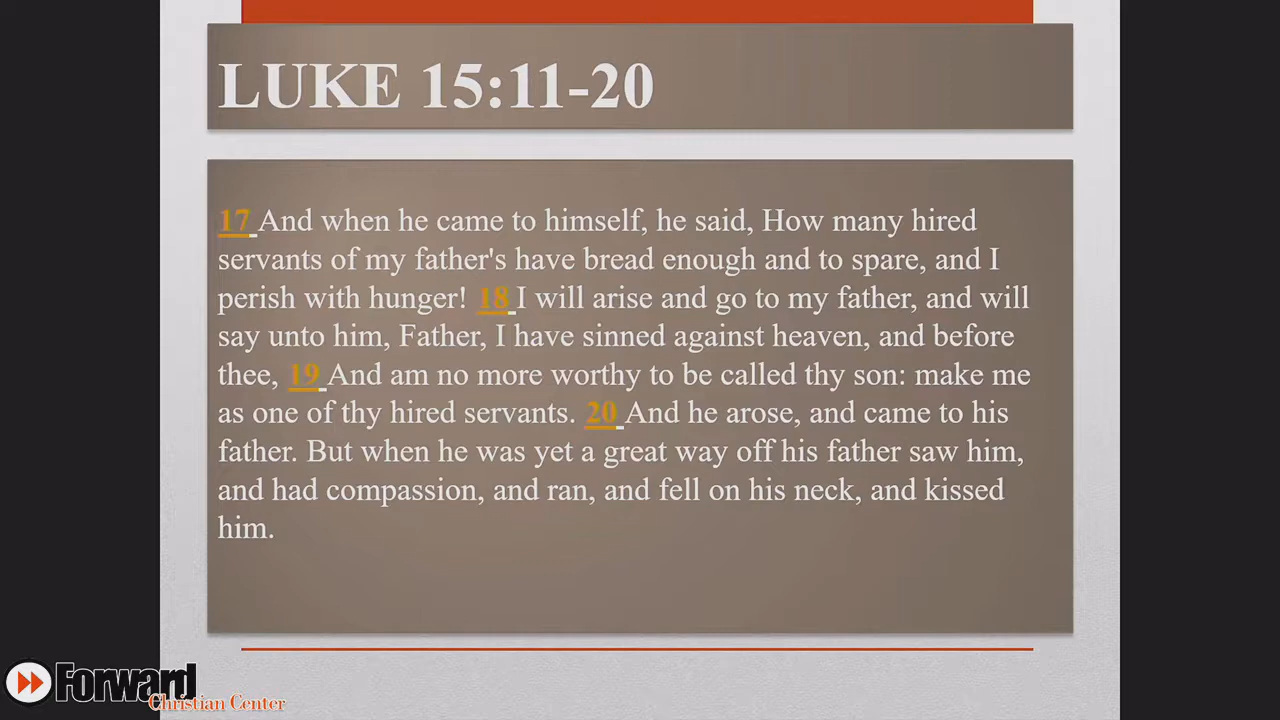 LUKE 15:11-20
17 And when he came to himself, he said, How many hired
servants of my father's have bread enough and to spare, and I
perish with hunger! 18 I will arise and go to my father, and will
say unto him, Father, I have sinned against heaven, and before
thee, 19 And am no more worthy to be called thy son: make me
as one of thy hired servants. 20 And he arose, and came to his
father. But when he was yet a great way off his father saw him,
and had compassion, and ran, and fell on his neck, and kissed
him.
Forward
Christian Center